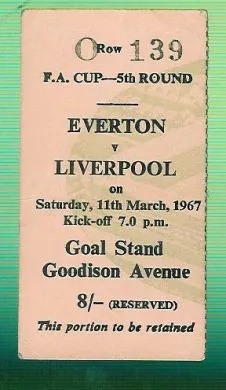 O Row 139
F.A. CUP—5th ROUND
EVERTON
v
LIVERPOOL
on
Saturday, 11th March, 1967
Kick-off 7.0 p.m.
Goal Stand
Goodison Avenue
8/– (RESERVED)
This portion to be retained